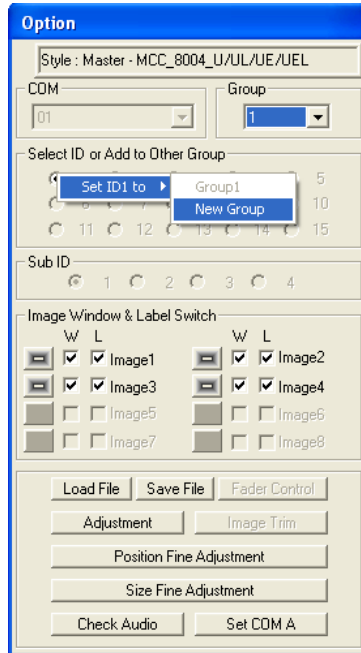 Option
Style : Master - MCC_8004_U/UL/UE/UEL
COM Group
01 1
Select ID or Add to Other Group
Set ID1 to Group1 5
New Group 10
11 12 13 14 15
Sub ID
1 2 3 4
Image Window & Label Switch
W L W L
Image1 Image2
Image3 Image4
Image5 Image6
Image7 Image8
Load File Save File Fader Control
Adjustment Image Trim
Position Fine Adjustment
Size Fine Adjustment
Check Audio Set COM A